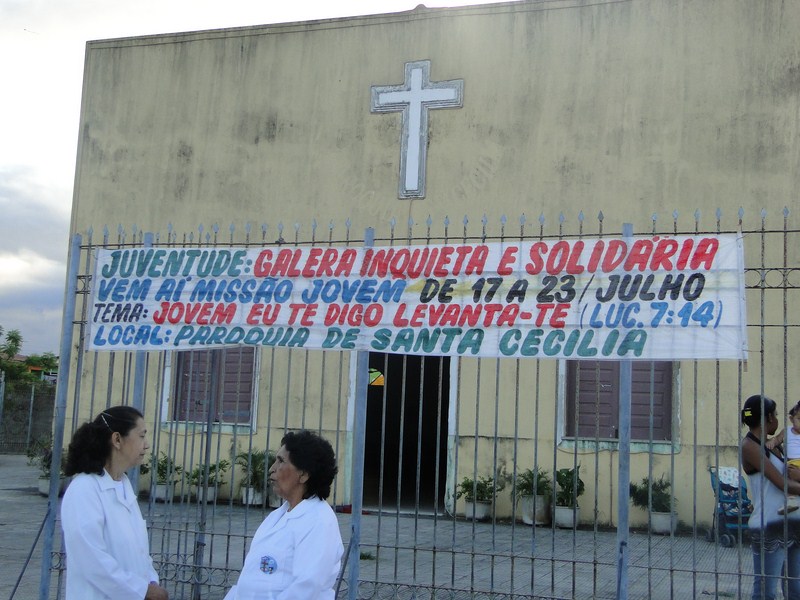 JUVENTUDE: GALERA INQUIETA E SOLIDÁRIA
VEM AÍ MISSÃO JOVEM DE 17 A 23/JULHO
TEMA: JOVEM EU TE DIGO LEVANTA-TE (LUC. 7:14)
LOCAL: PAROQUIA DE SANTA CECILIA